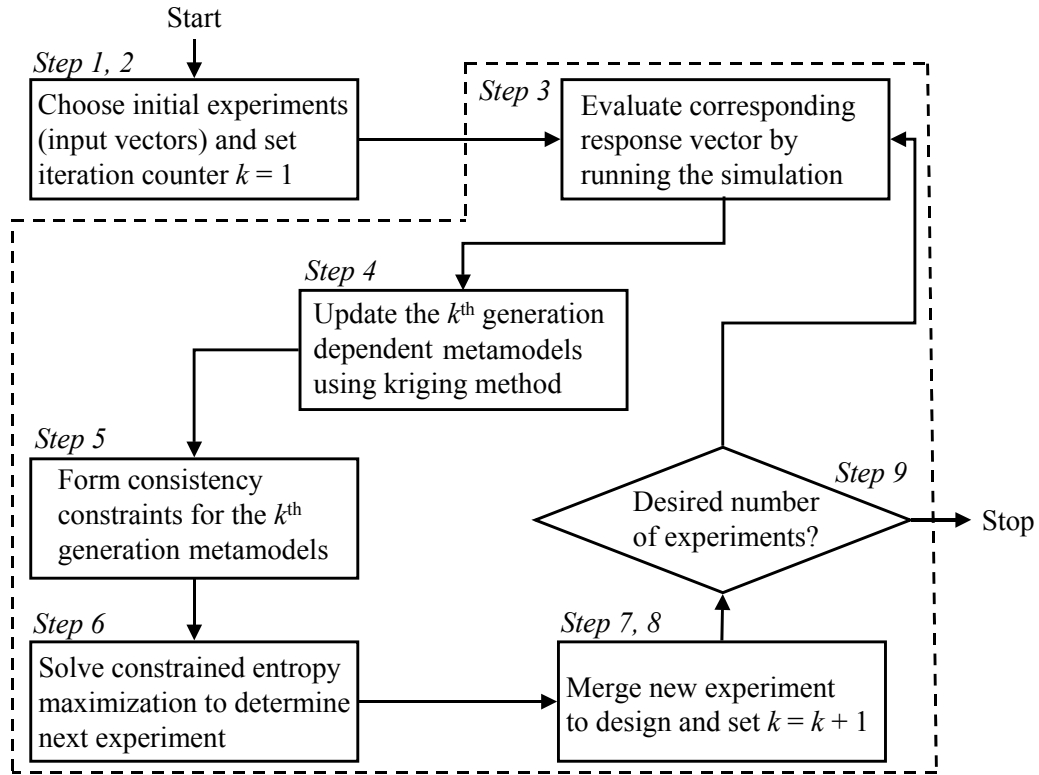 Start
Step 1, 2
Choose initial experiments
(input vectors) and set
iteration counter k = 1
Step 3
Evaluate corresponding
response vector by
running the simulation
Step 4
Update the kth generation
dependent metamodels
using kriging method
Step 5
Form consistency
constraints for the kth
generation metamodels
Step 6
Solve constrained entropy
maximization to determine
next experiment
Step 7, 8
Merge new experiment
to design and set k = k + 1
Step 9
Desired number
of experiments?
Stop